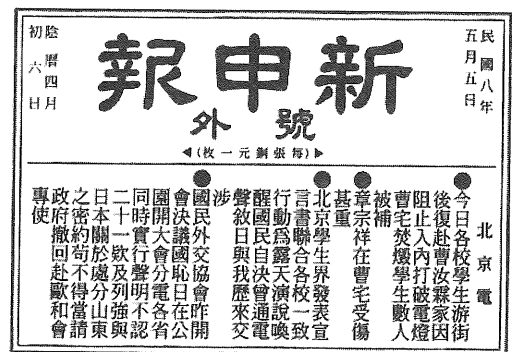 民國八年
五月五日
新申報
號外
▶(每張銅元一枚)◀
陰曆四月
初六日
北京電
●今日各校學生游街
後復赴曹汝霖家因
阻止入內打破電燈
曹宅焚燬學生數人
被補
●章宗祥在曹宅受傷
甚重
●北京學生界發表宣
言書聯合各校一致
行動爲露天演說喚
醒國民自決曾通電
聲敘日與我歷來交
涉
●國民外交協會昨開
會決議國恥日在公
園開大會分電各省
同時實行聲明不認
二十一欵及列強與
日本關於處分山東
之密約苟不得當請
政府撤回赴歐和會
專使